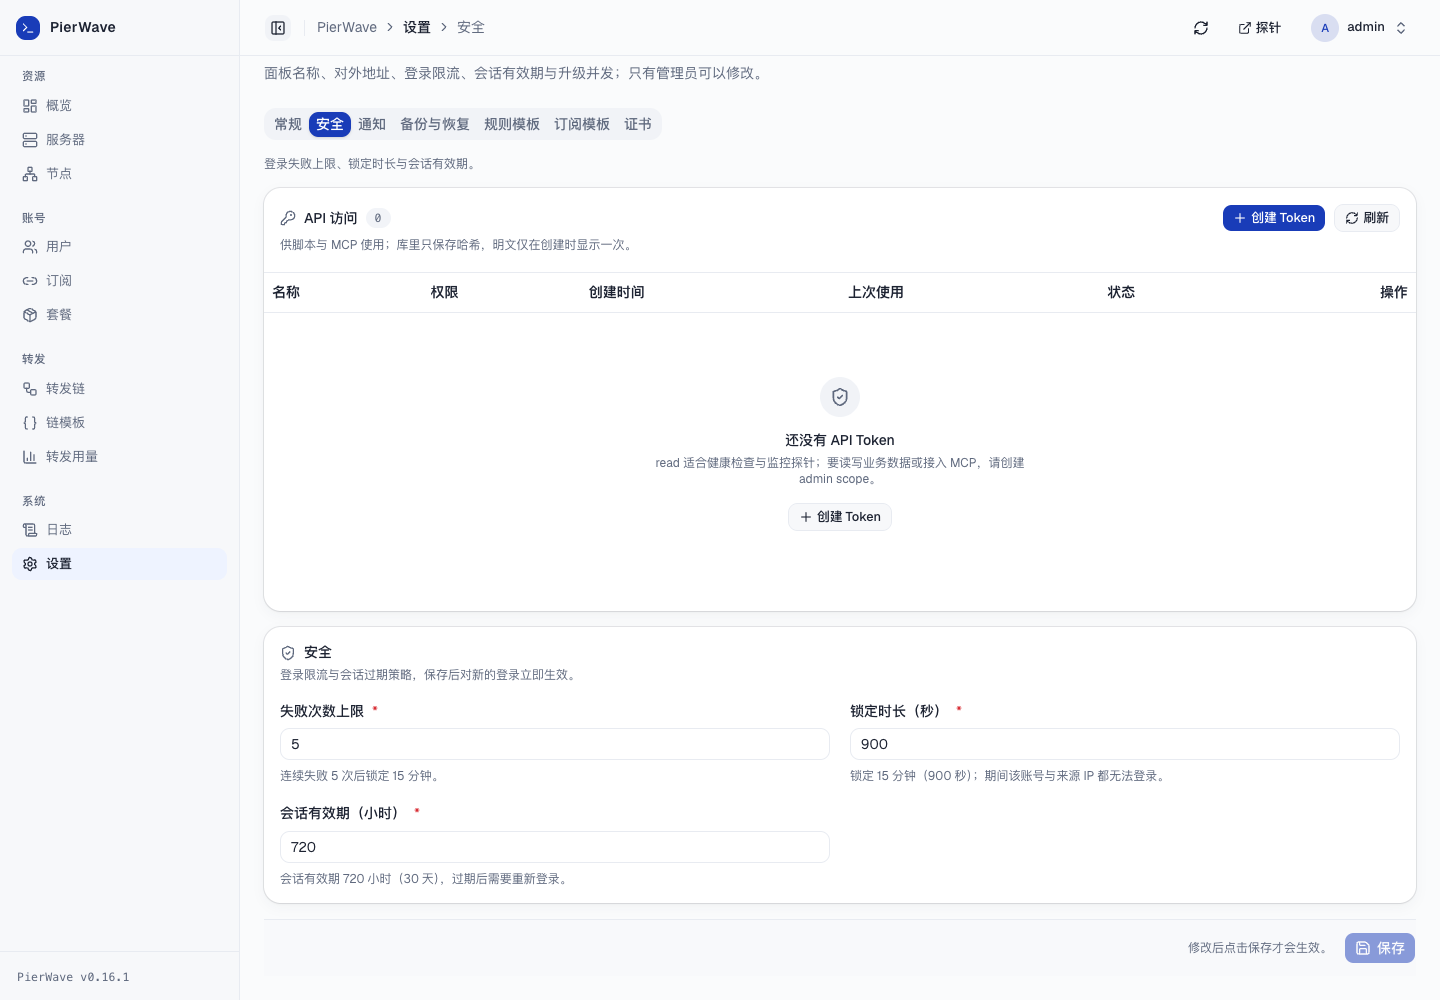 PierWave
PierWave
设置
安全
探针
A
admin
资源
概览
服务器
节点
账号
用户
订阅
套餐
转发
转发链
链模板
转发用量
系统
日志
设置
PierWave v0.16.1
面板名称、对外地址、登录限流、会话有效期与升级并发；只有管理员可以修改。
常规 安全 通知 备份与恢复 规则模板 订阅模板 证书
登录失败上限、锁定时长与会话有效期。
API 访问 0
创建 Token
刷新
供脚本与 MCP 使用；库里只保存哈希，明文仅在创建时显示一次。
名称 权限 创建时间 上次使用 状态 操作
还没有 API Token
read 适合健康检查与监控探针；要读写业务数据或接入 MCP，请创建
admin scope。
创建 Token
安全
登录限流与会话过期策略，保存后对新的登录立即生效。
失败次数上限 *
5
连续失败 5 次后锁定 15 分钟。
锁定时长（秒） *
900
锁定 15 分钟（900 秒）；期间该账号与来源 IP 都无法登录。
会话有效期（小时） *
720
会话有效期 720 小时（30 天），过期后需要重新登录。
修改后点击保存才会生效。
保存